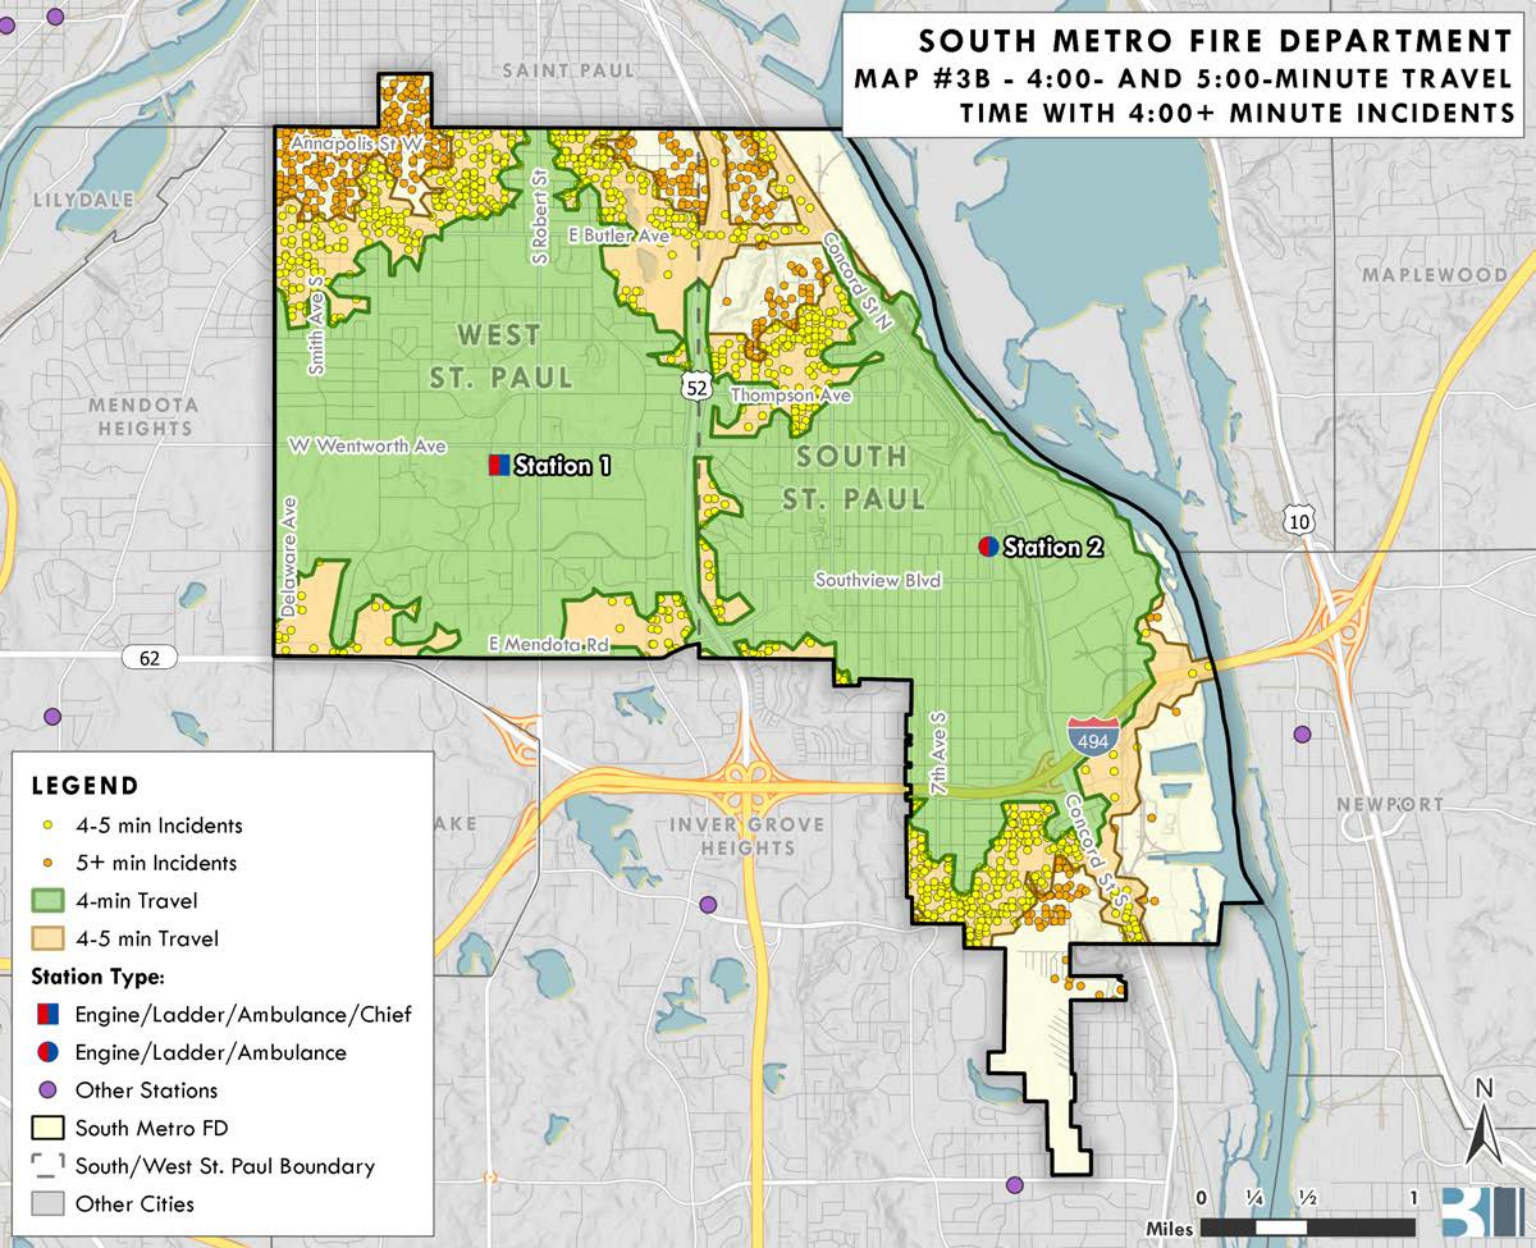 SOUTH METRO FIRE DEPARTMENT
MAP #3B - 4:00- AND 5:00-MINUTE TRAVEL
TIME WITH 4:00+ MINUTE INCIDENTS
SAINT PAUL
Annapolis St W
LILYDALE
S Robert St
E Butler Ave
Concord St N
MAPLEWOOD
Smith Ave S
WEST
ST. PAUL
52
Thompson Ave
MENDOTA
HEIGHTS
W Wentworth Ave
Station 1
SOUTH
ST. PAUL
10
Delaware Ave
Station 2
Southview Blvd
E Mendota Rd
62
7th Ave S
494
Concord St S
NEWPORT
AKE
INVER GROVE
HEIGHTS
LEGEND
4-5 min Incidents
5+ min Incidents
4-min Travel
4-5 min Travel
Station Type:
Engine/Ladder/Ambulance/Chief
Engine/Ladder/Ambulance
Other Stations
South Metro FD
South/West St. Paul Boundary
Other Cities
N
0 ¼ ½ 1
Miles